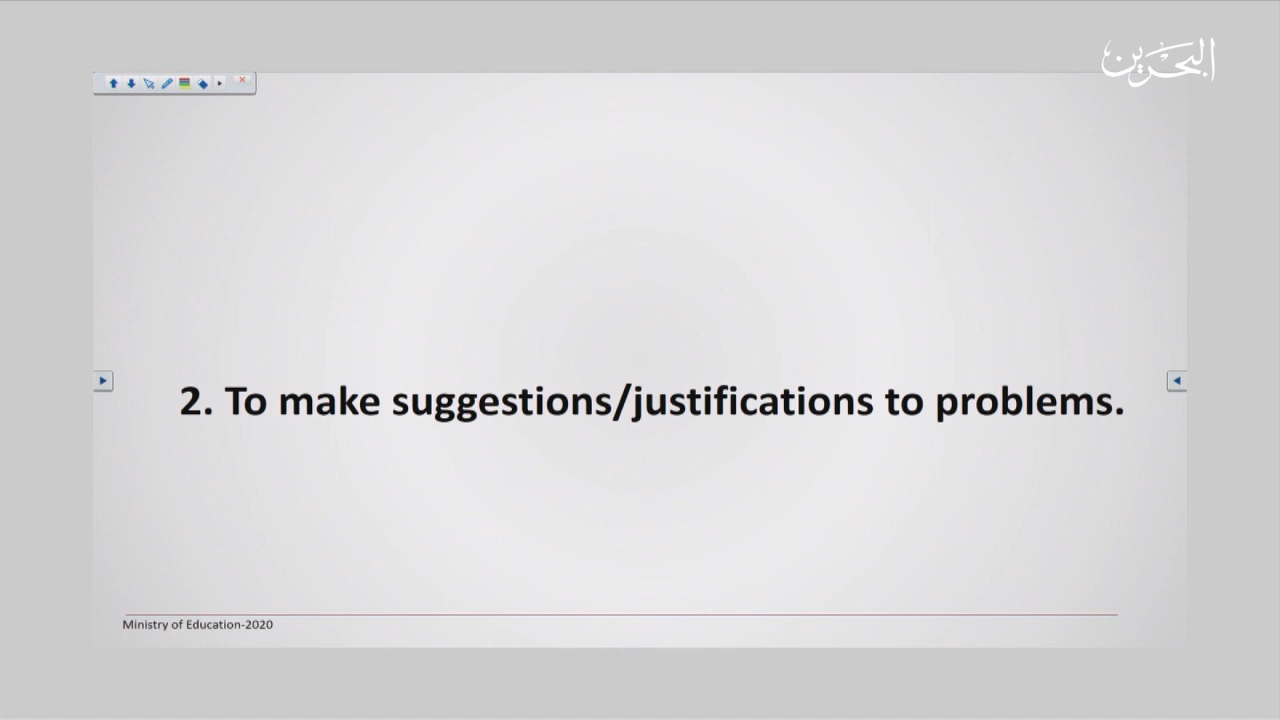 البحرين
2. To make suggestions/justifications to problems.
Ministry of Education-2020